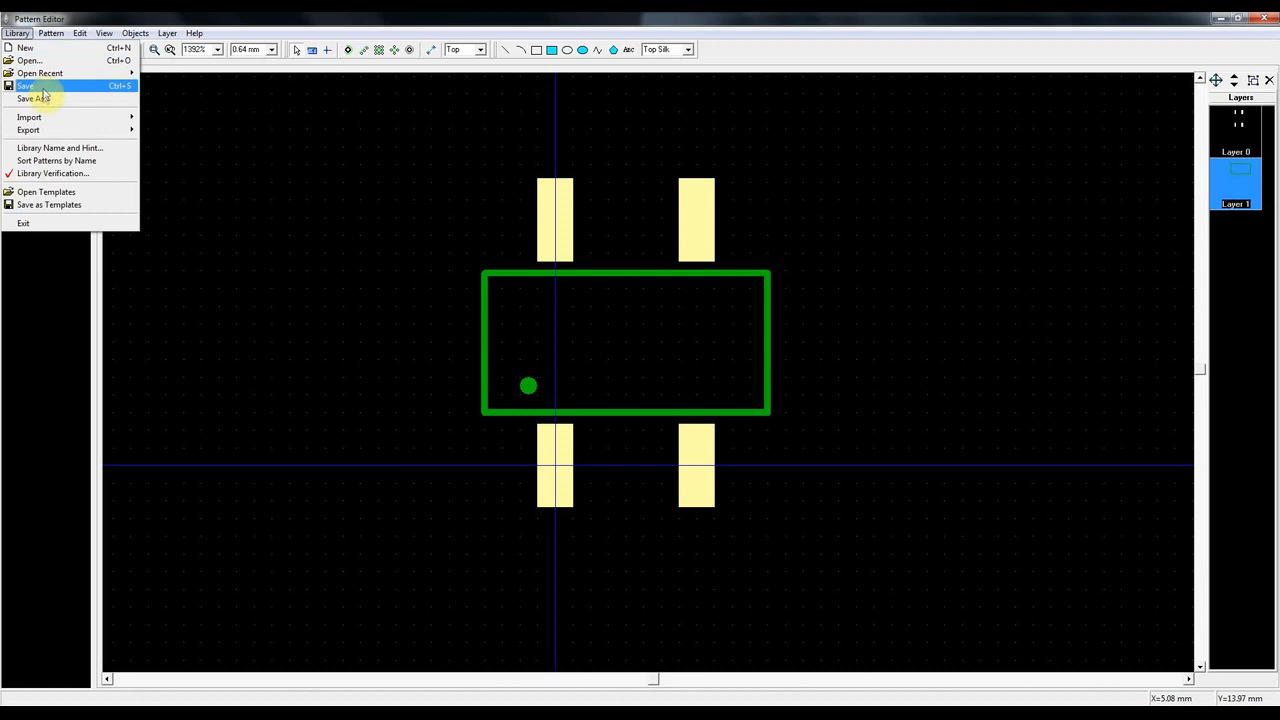 Pattern Editor
Library Pattern Edit View Objects Layer Help
New Ctrl+N
Open... Ctrl+O
Open Recent
Save Ctrl+S
Save As
Import
Export
Library Name and Hint...
Sort Patterns by Name
Library Verification...
Open Templates
Save as Templates
Exit
1392% 0.64 mm Top Abc Top Silk
Layers
Layer 0
Layer 1
X=5.08 mm Y=13.97 mm